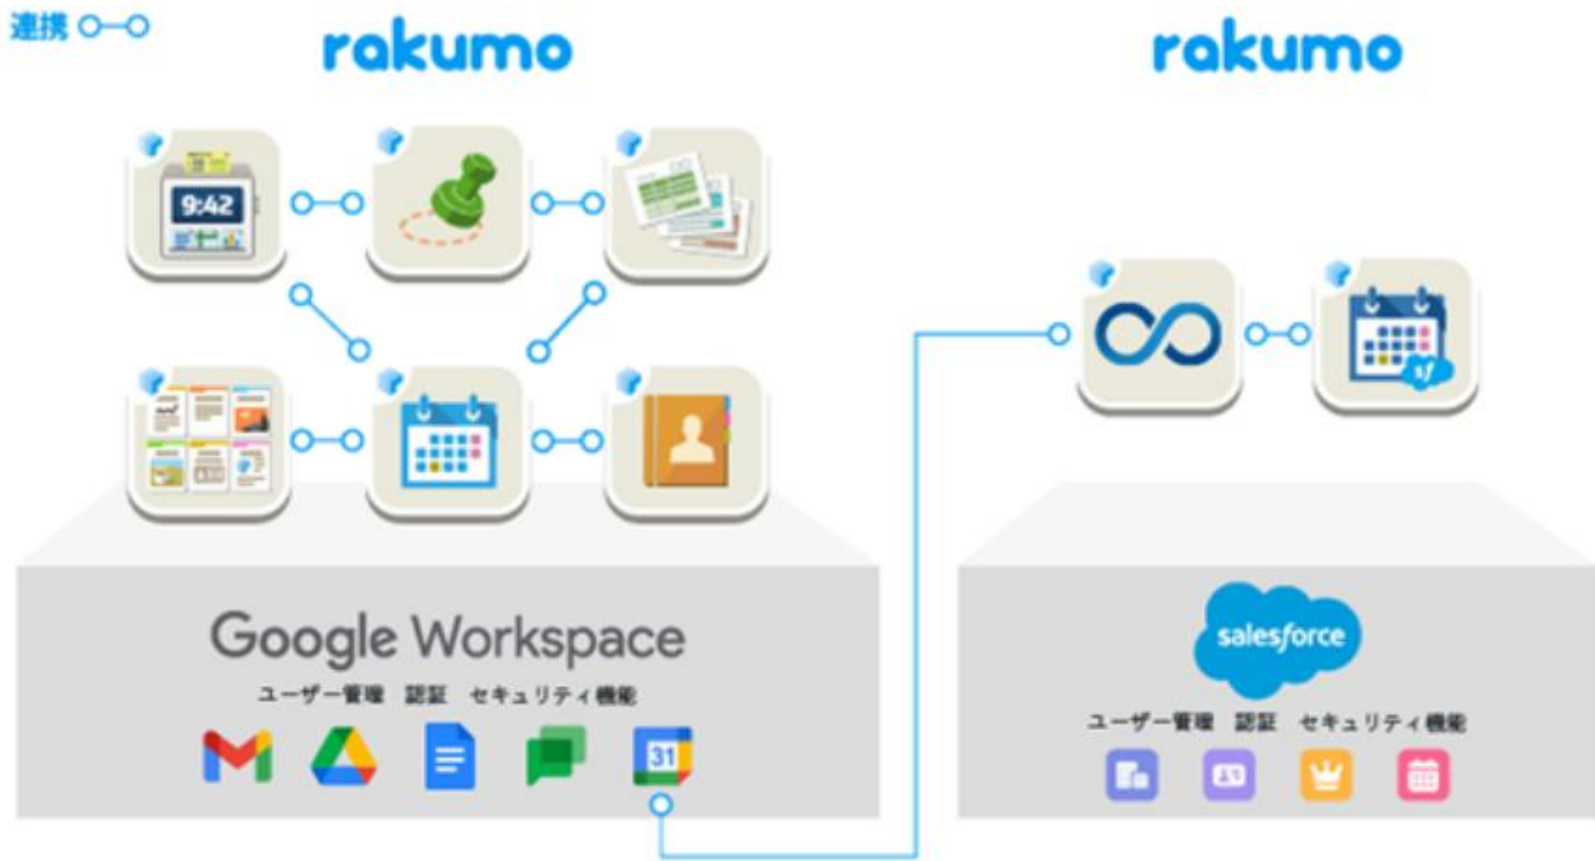 連携
rakumo
rakumo
9:42
sf
Google Workspace
ユーザー管理 認証 セキュリティ機能
31
salesforce
ユーザー管理 認証 セキュリティ機能